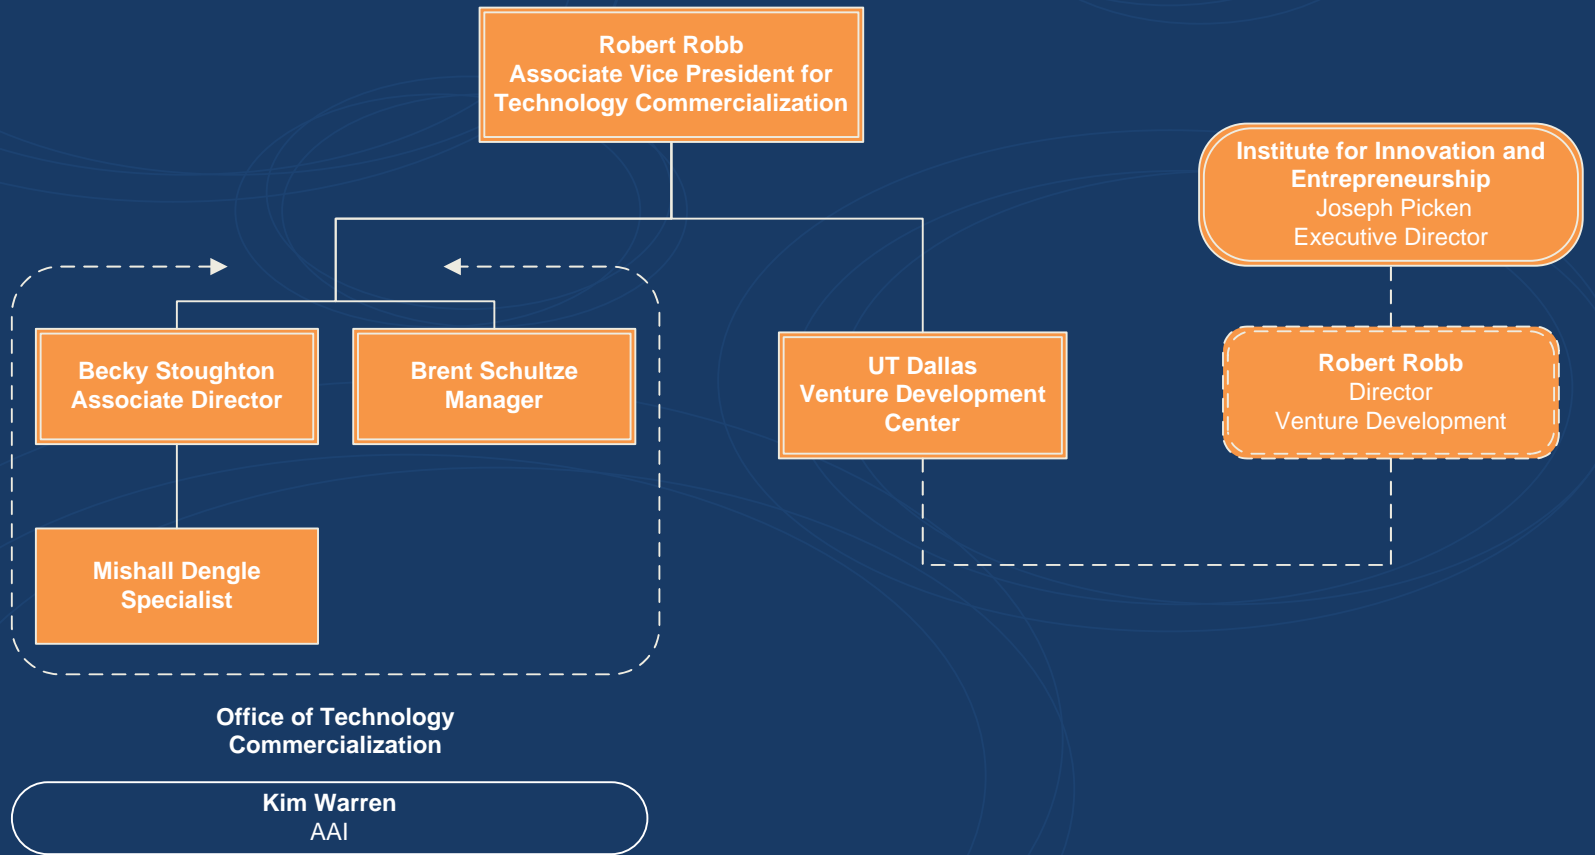 Robert Robb
Associate Vice President for
Technology Commercialization
Institute for Innovation and
Entrepreneurship
Joseph Picken
Executive Director
Becky Stoughton
Associate Director
Brent Schultze
Manager
UT Dallas
Venture Development
Center
Robert Robb
Director
Venture Development
Mishall Dengle
Specialist
Office of Technology
Commercialization
Kim Warren
AAI